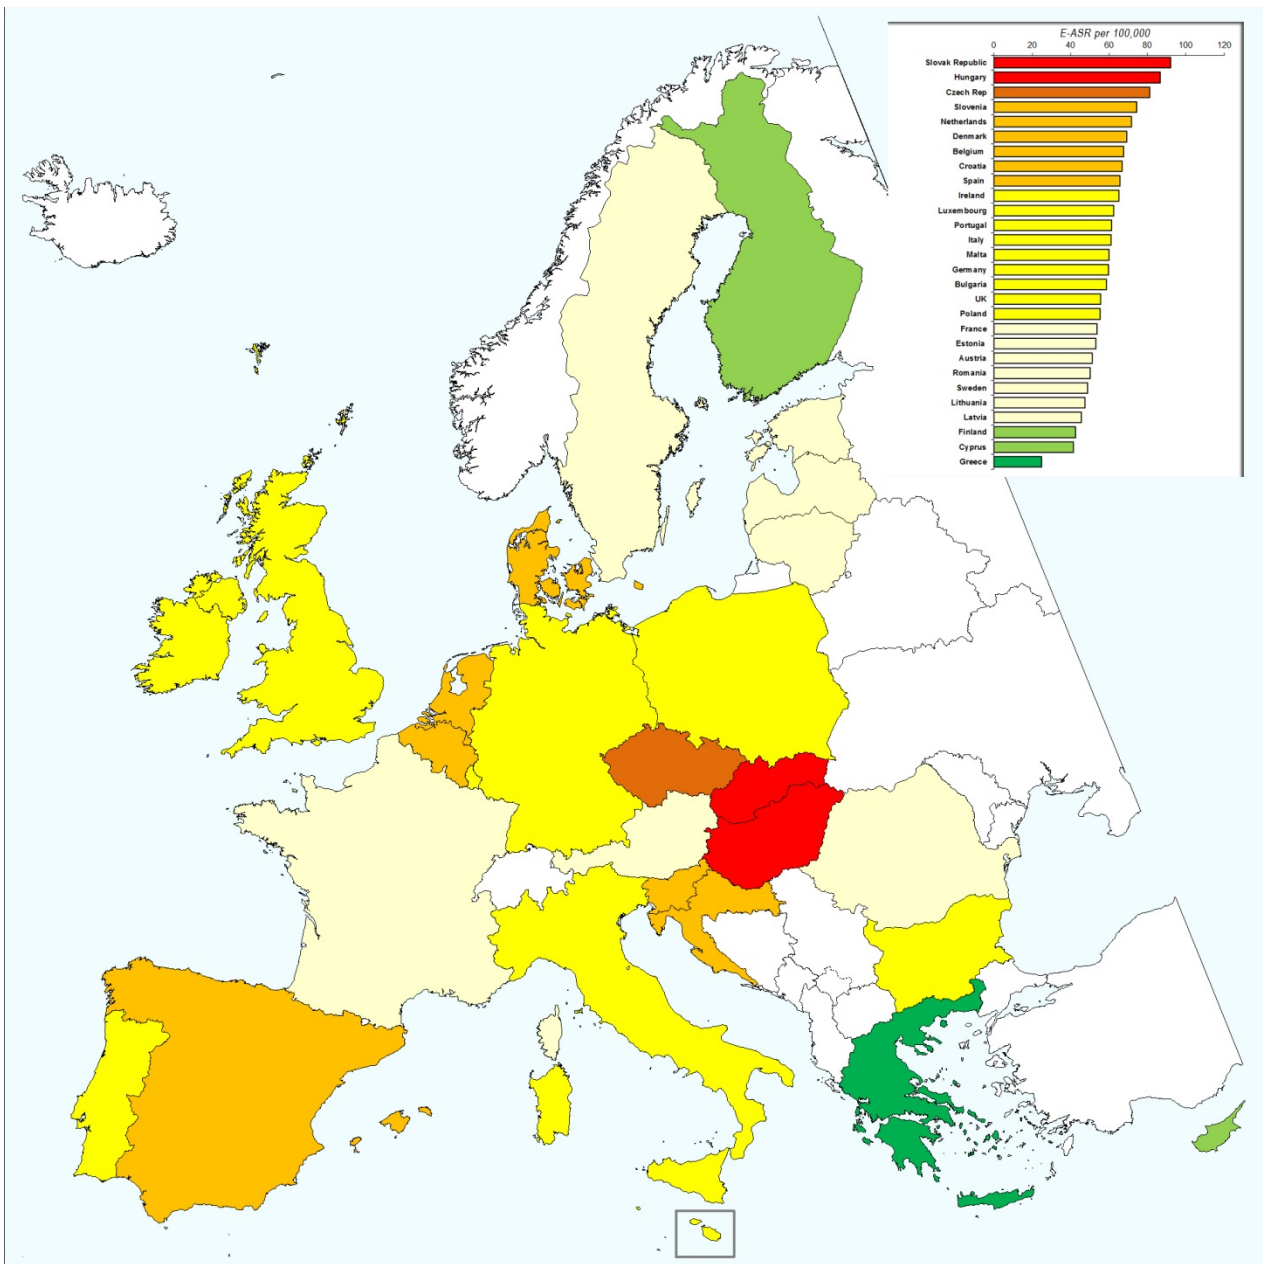 E-ASR per 100,000
0 20 40 60 80 100 120
Slovak Republic
Hungary
Czech Rep
Slovenia
Netherlands
Denmark
Belgium
Croatia
Spain
Ireland
Luxembourg
Portugal
Italy
Malta
Germany
Bulgaria
UK
Poland
France
Estonia
Austria
Romania
Sweden
Lithuania
Latvia
Finland
Cyprus
Greece